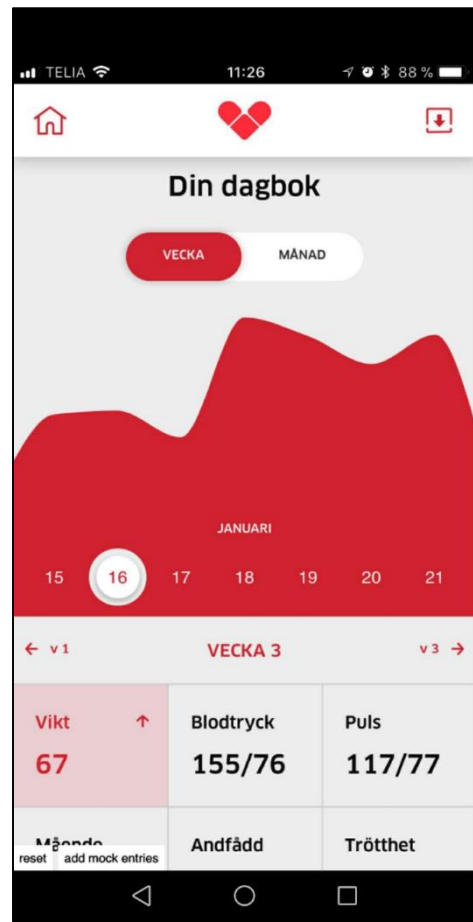 TELIA 11:26 88 %
Din dagbok
VECKA MÅNAD
JANUARI
15 16 17 18 19 20 21
← v 1 VECKA 3 v 3 →
Vikt ↑ Blodtryck Puls
67 155/76 117/77
Mående Andfådd Trötthet
reset add mock entries